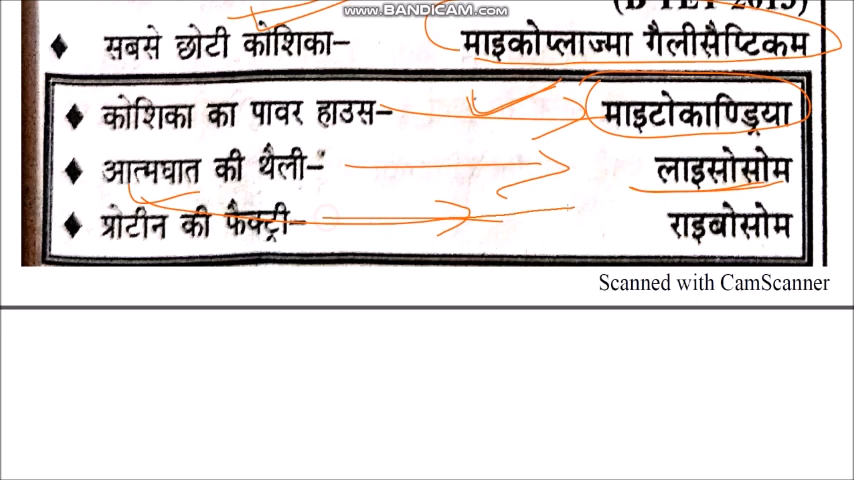 www.BANDICAM.com
सबसे छोटी कोशिका– माइकोप्लाज्मा गैलीसैप्टिकम
कोशिका का पावर हाउस– माइटोकाण्ड्रिया
आत्मघात की थैली– लाइसोसोम
प्रोटीन की फैक्ट्री– राइबोसोम
Scanned with CamScanner